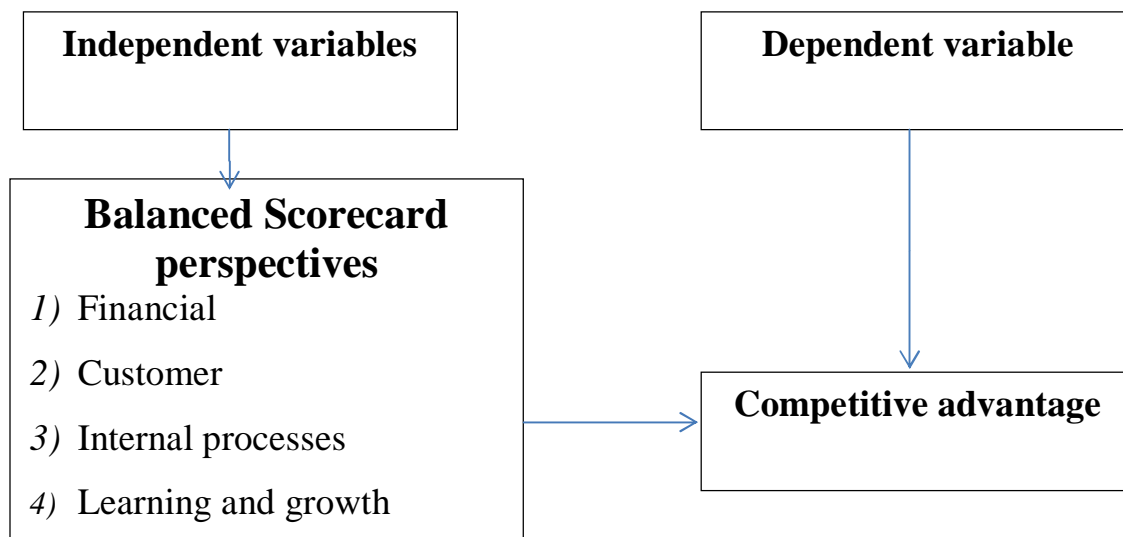 Independent variables
Dependent variable
Balanced Scorecard
perspectives
1) Financial
2) Customer
3) Internal processes
4) Learning and growth
Competitive advantage